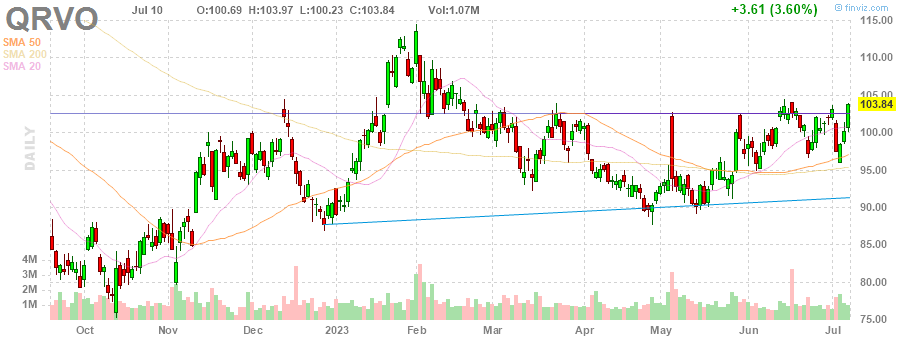 QRVO Jul 10 O:100.69 H:103.97 L:100.23 C:103.84 Vol:1.07M +3.61 (3.60%) © finviz.com
SMA 50
SMA 200
SMA 20
DAILY
115.00
110.00
105.00
103.84
100.00
95.00
90.00
85.00
80.00
75.00
4M
3M
2M
1M
Oct Nov Dec 2023 Feb Mar Apr May Jun Jul